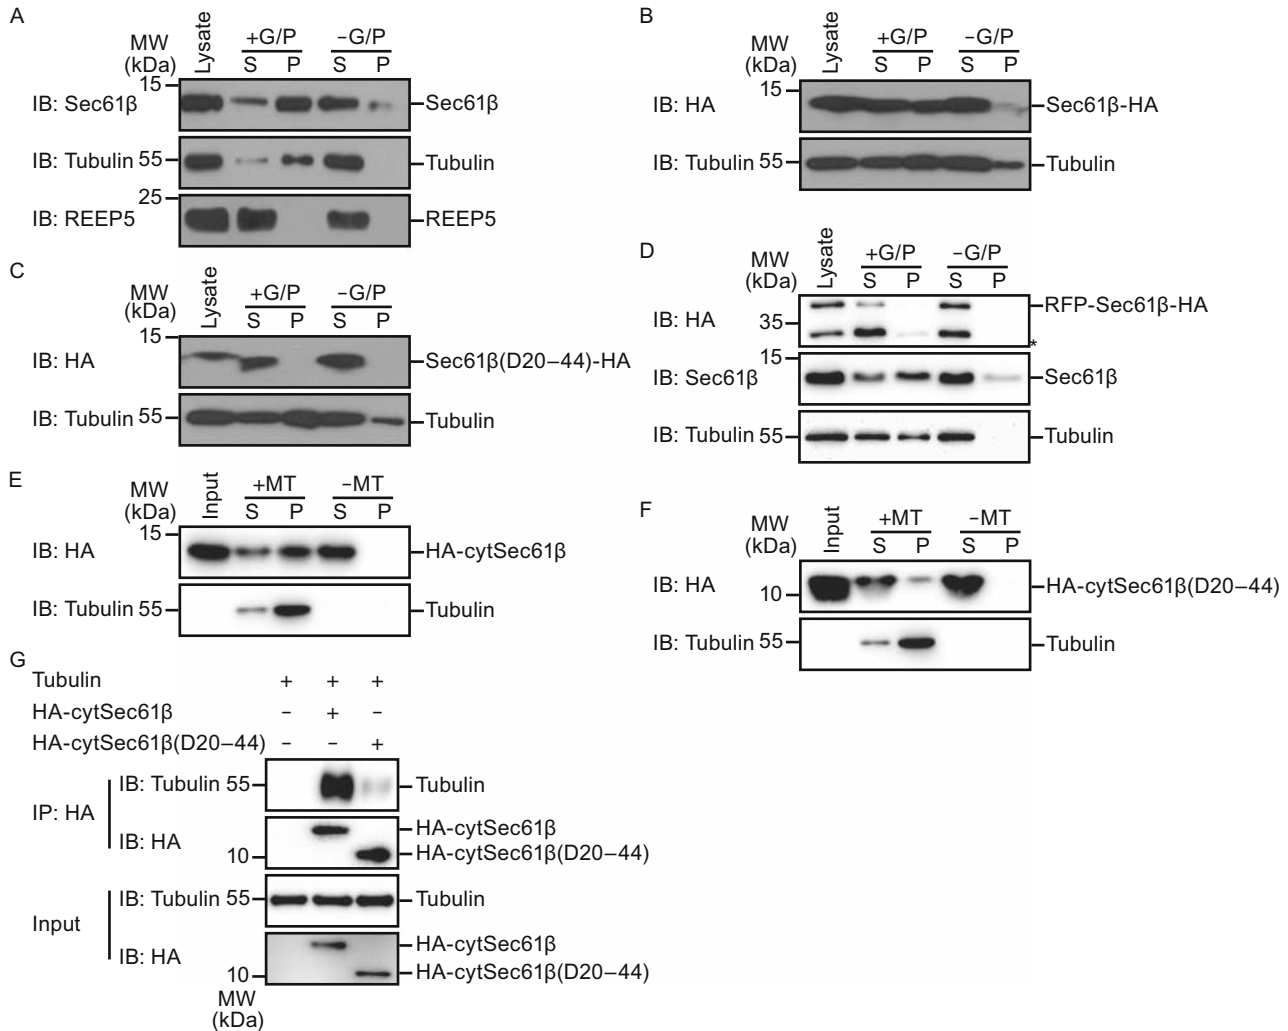 A
MW
(kDa)
Lysate
+G/P
−G/P
S P S P
15
IB: Sec61β
Sec61β
IB: Tubulin 55
Tubulin
25
IB: REEP5
REEP5
B
MW
(kDa)
Lysate
+G/P
−G/P
S P S P
15
IB: HA
Sec61β-HA
IB: Tubulin 55
Tubulin
C
MW
(kDa)
Lysate
+G/P
−G/P
S P S P
15
IB: HA
Sec61β(D20−44)-HA
IB: Tubulin 55
Tubulin
D
MW
(kDa)
Lysate
+G/P
−G/P
S P S P
RFP-Sec61β-HA
IB: HA
35
*
15
IB: Sec61β
Sec61β
IB: Tubulin 55
Tubulin
E
MW
(kDa)
Input
+MT
−MT
S P S P
15
IB: HA
HA-cytSec61β
IB: Tubulin 55
Tubulin
F
MW
(kDa)
Input
+MT
−MT
S P S P
IB: HA
10
HA-cytSec61β(D20−44)
IB: Tubulin 55
Tubulin
G
Tubulin + + +
HA-cytSec61β − + −
HA-cytSec61β(D20−44) − − +
IP: HA
IB: Tubulin 55
Tubulin
IB: HA
HA-cytSec61β
10
HA-cytSec61β(D20−44)
Input
IB: Tubulin 55
Tubulin
IB: HA
HA-cytSec61β
10
HA-cytSec61β(D20−44)
MW
(kDa)